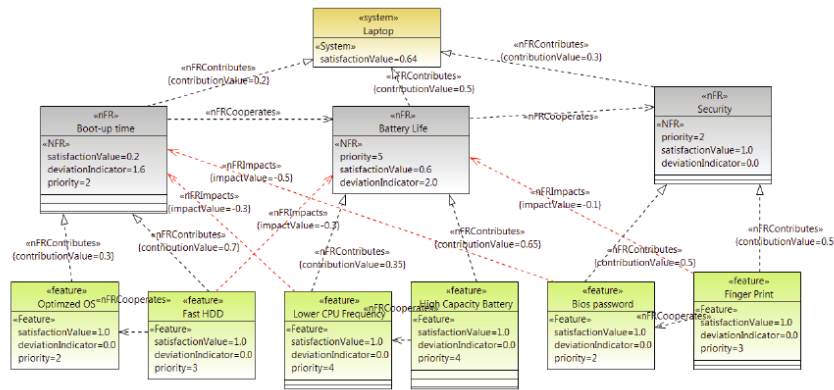 «system»
Laptop
«System»
satisfactionValue=0.64
«nFRContributes»
{contributionValue=0.2}
«nFRContributes»
{contributionValue=0.5}
«nFRContributes»
{contributionValue=0.3}
«nFR»
Boot-up time
«NFR»
satisfactionValue=0.2
deviationIndicator=1.6
priority=2
«nFRCooperates»
«nFR»
Battery Life
«NFR»
priority=5
satisfactionValue=0.6
deviationIndicator=2.0
«nFRCooperates»
«nFR»
Security
«NFR»
priority=2
satisfactionValue=1.0
deviationIndicator=0.0
«nFRImpacts»
{impactValue=-0.5}
«nFRImpacts»
{impactValue=-0.3}
{impactValue=-0.3}
«nFRImpacts»
{impactValue=-0.1}
«nFRContributes»
{contributionValue=0.3}
«nFRContributes»
{contributionValue=0.7}
«nFRContributes»
{contributionValue=0.35}
«nFRContributes»
{contributionValue=0.65}
«nFRContributes»
{contributionValue=0.5}
«nFRContributes»
{contributionValue=0.5
«feature»
Optimzed OS
«Feature»
satisfactionValue=1.0
deviationIndicator=0.0
priority=2
«nFRCooperates»
«feature»
Fast HDD
«Feature»
satisfactionValue=1.0
deviationIndicator=0.0
priority=3
«feature»
Lower CPU Frequency
«Feature»
satisfactionValue=1.0
deviationIndicator=0.0
priority=4
«nFRCooperates»
«feature»
High Capacity Battery
«Feature»
satisfactionValue=1.0
deviationIndicator=0.0
priority=4
«feature»
Bios password
«Feature»
satisfactionValue=1.0
deviationIndicator=0.0
priority=2
«nFRCooperates»
«feature»
Finger Print
«Feature»
satisfactionValue=1.0
deviationIndicator=0.0
priority=3